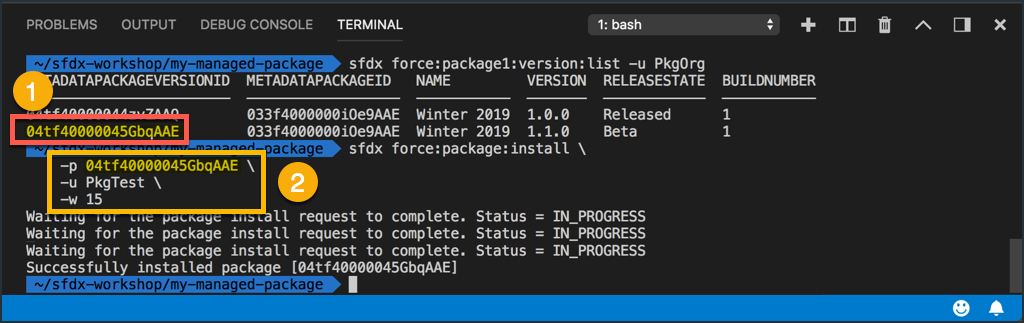 PROBLEMS OUTPUT DEBUG CONSOLE TERMINAL 1: bash
~/sfdx-workshop/my-managed-package sfdx force:package1:version:list -u PkgOrg
METADATAPACKAGEID NAME VERSION RELEASESTATE BUILDNUMBER
1
033f4000000iOe9AAE Winter 2019 1.0.0 Released 1
04tf40000045GbqAAE 033f4000000iOe9AAE Winter 2019 1.1.0 Beta 1
~/sfdx-workshop/my-managed-package sfdx force:package:install \
-p 04tf40000045GbqAAE \
2
-u PkgTest \
-w 15
Waiting for the package install request to complete. Status = IN_PROGRESS
Waiting for the package install request to complete. Status = IN_PROGRESS
Waiting for the package install request to complete. Status = IN_PROGRESS
Successfully installed package [04tf40000045GbqAAE]
~/sfdx-workshop/my-managed-package